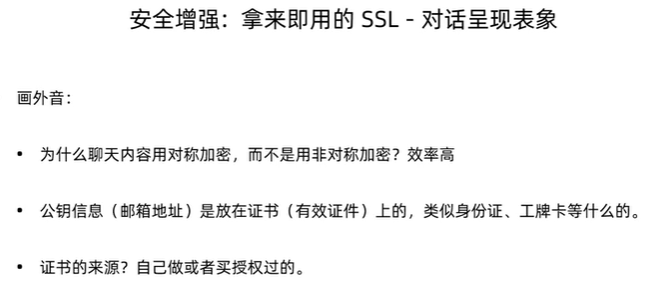 安全增强：拿来即用的 SSL - 对话呈现表象
画外音：
• 为什么聊天内容用对称加密，而不是用非对称加密？效率高
• 公钥信息（邮箱地址）是放在证书（有效证件）上的，类似身份证、工牌卡等什么的。
• 证书的来源？自己做或者买授权过的。